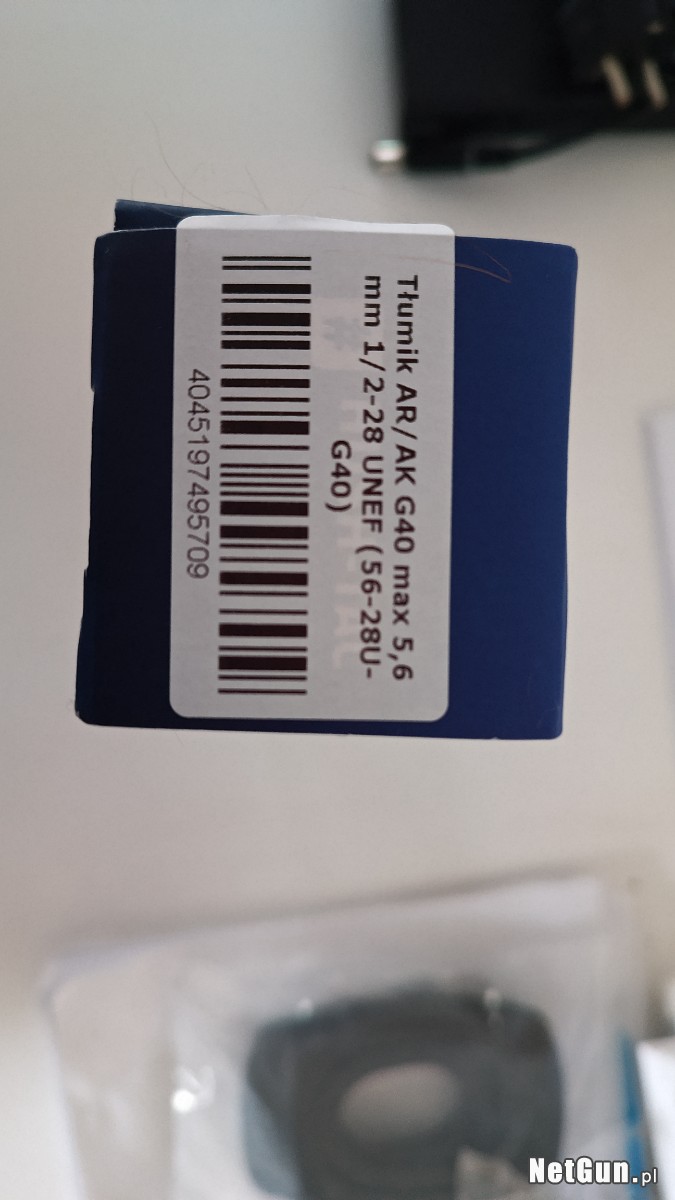 Tłumik AR/AK G40 max 5,6
mm 1/2-28 UNEF (56-28U-
G40)
4045197495709
NetGun.pl